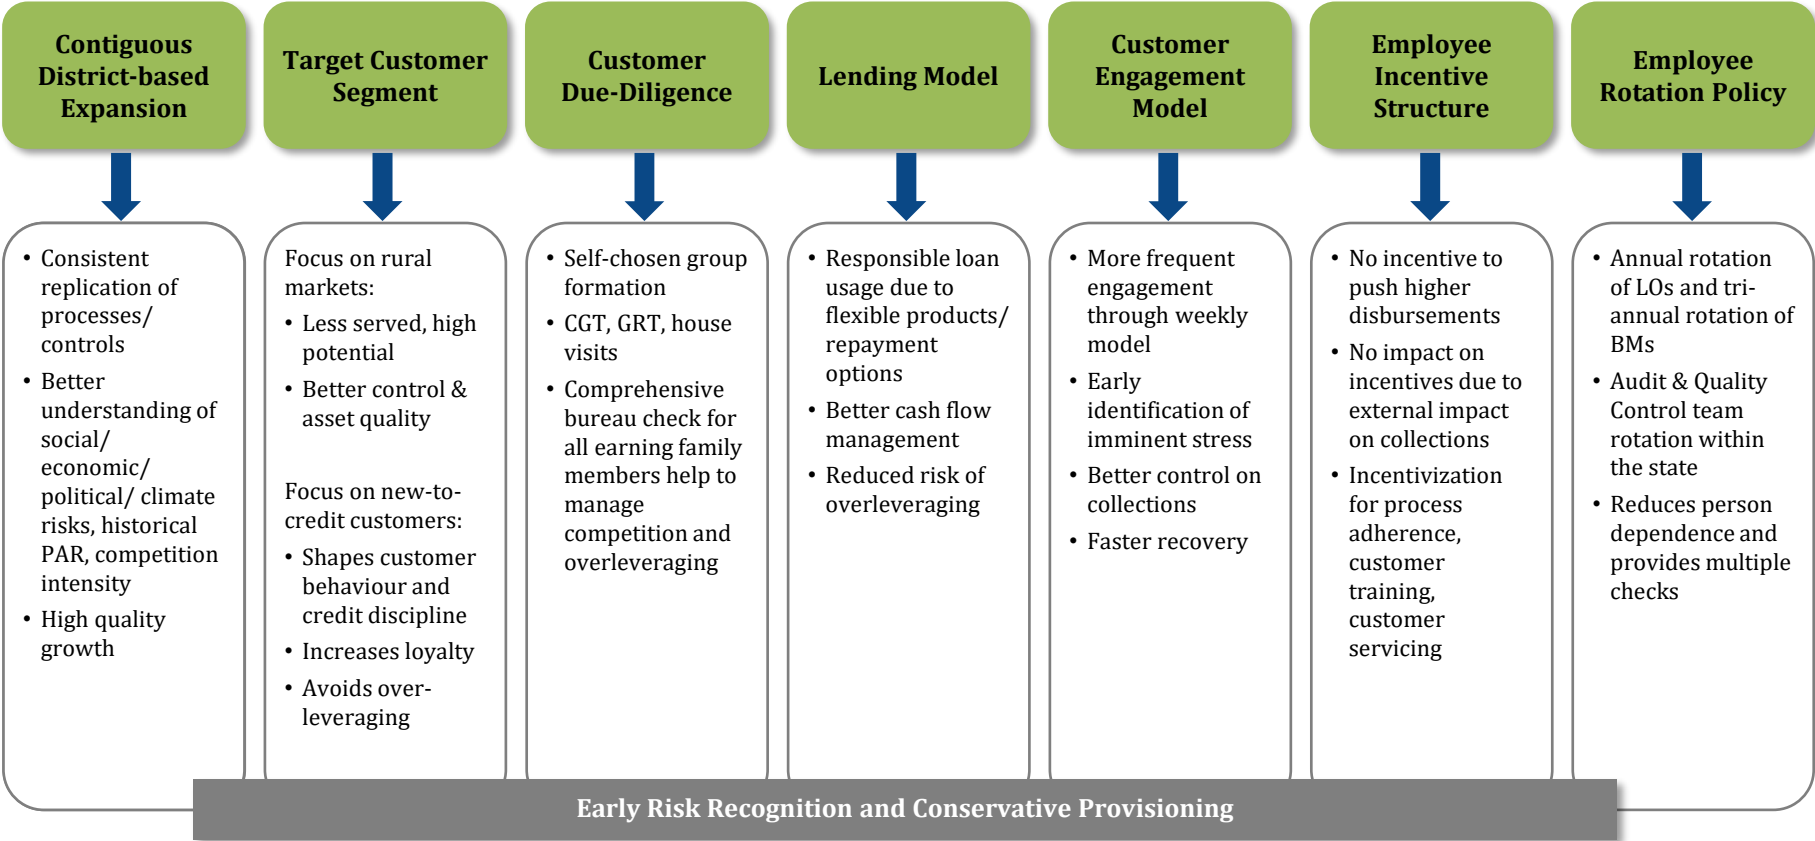 Contiguous
District-based
Expansion
Target Customer
Segment
Customer
Due-Diligence
Lending Model
Customer
Engagement
Model
Employee
Incentive
Structure
Employee
Rotation Policy
• Consistent
replication of
processes/
controls
• Better
understanding of
social/
economic/
political/ climate
risks, historical
PAR, competition
intensity
• High quality
growth
Focus on rural
markets:
• Less served, high
potential
• Better control &
asset quality
Focus on new-to-
credit customers:
• Shapes customer
behaviour and
credit discipline
• Increases loyalty
• Avoids over-
leveraging
• Self-chosen group
formation
• CGT, GRT, house
visits
• Comprehensive
bureau check for
all earning family
members help to
manage
competition and
overleveraging
• Responsible loan
usage due to
flexible products/
repayment
options
• Better cash flow
management
• Reduced risk of
overleveraging
• More frequent
engagement
through weekly
model
• Early
identification of
imminent stress
• Better control on
collections
• Faster recovery
• No incentive to
push higher
disbursements
• No impact on
incentives due to
external impact
on collections
• Incentivization
for process
adherence,
customer
training,
customer
servicing
• Annual rotation
of LOs and tri-
annual rotation of
BMs
• Audit & Quality
Control team
rotation within
the state
• Reduces person
dependence and
provides multiple
checks
Early Risk Recognition and Conservative Provisioning